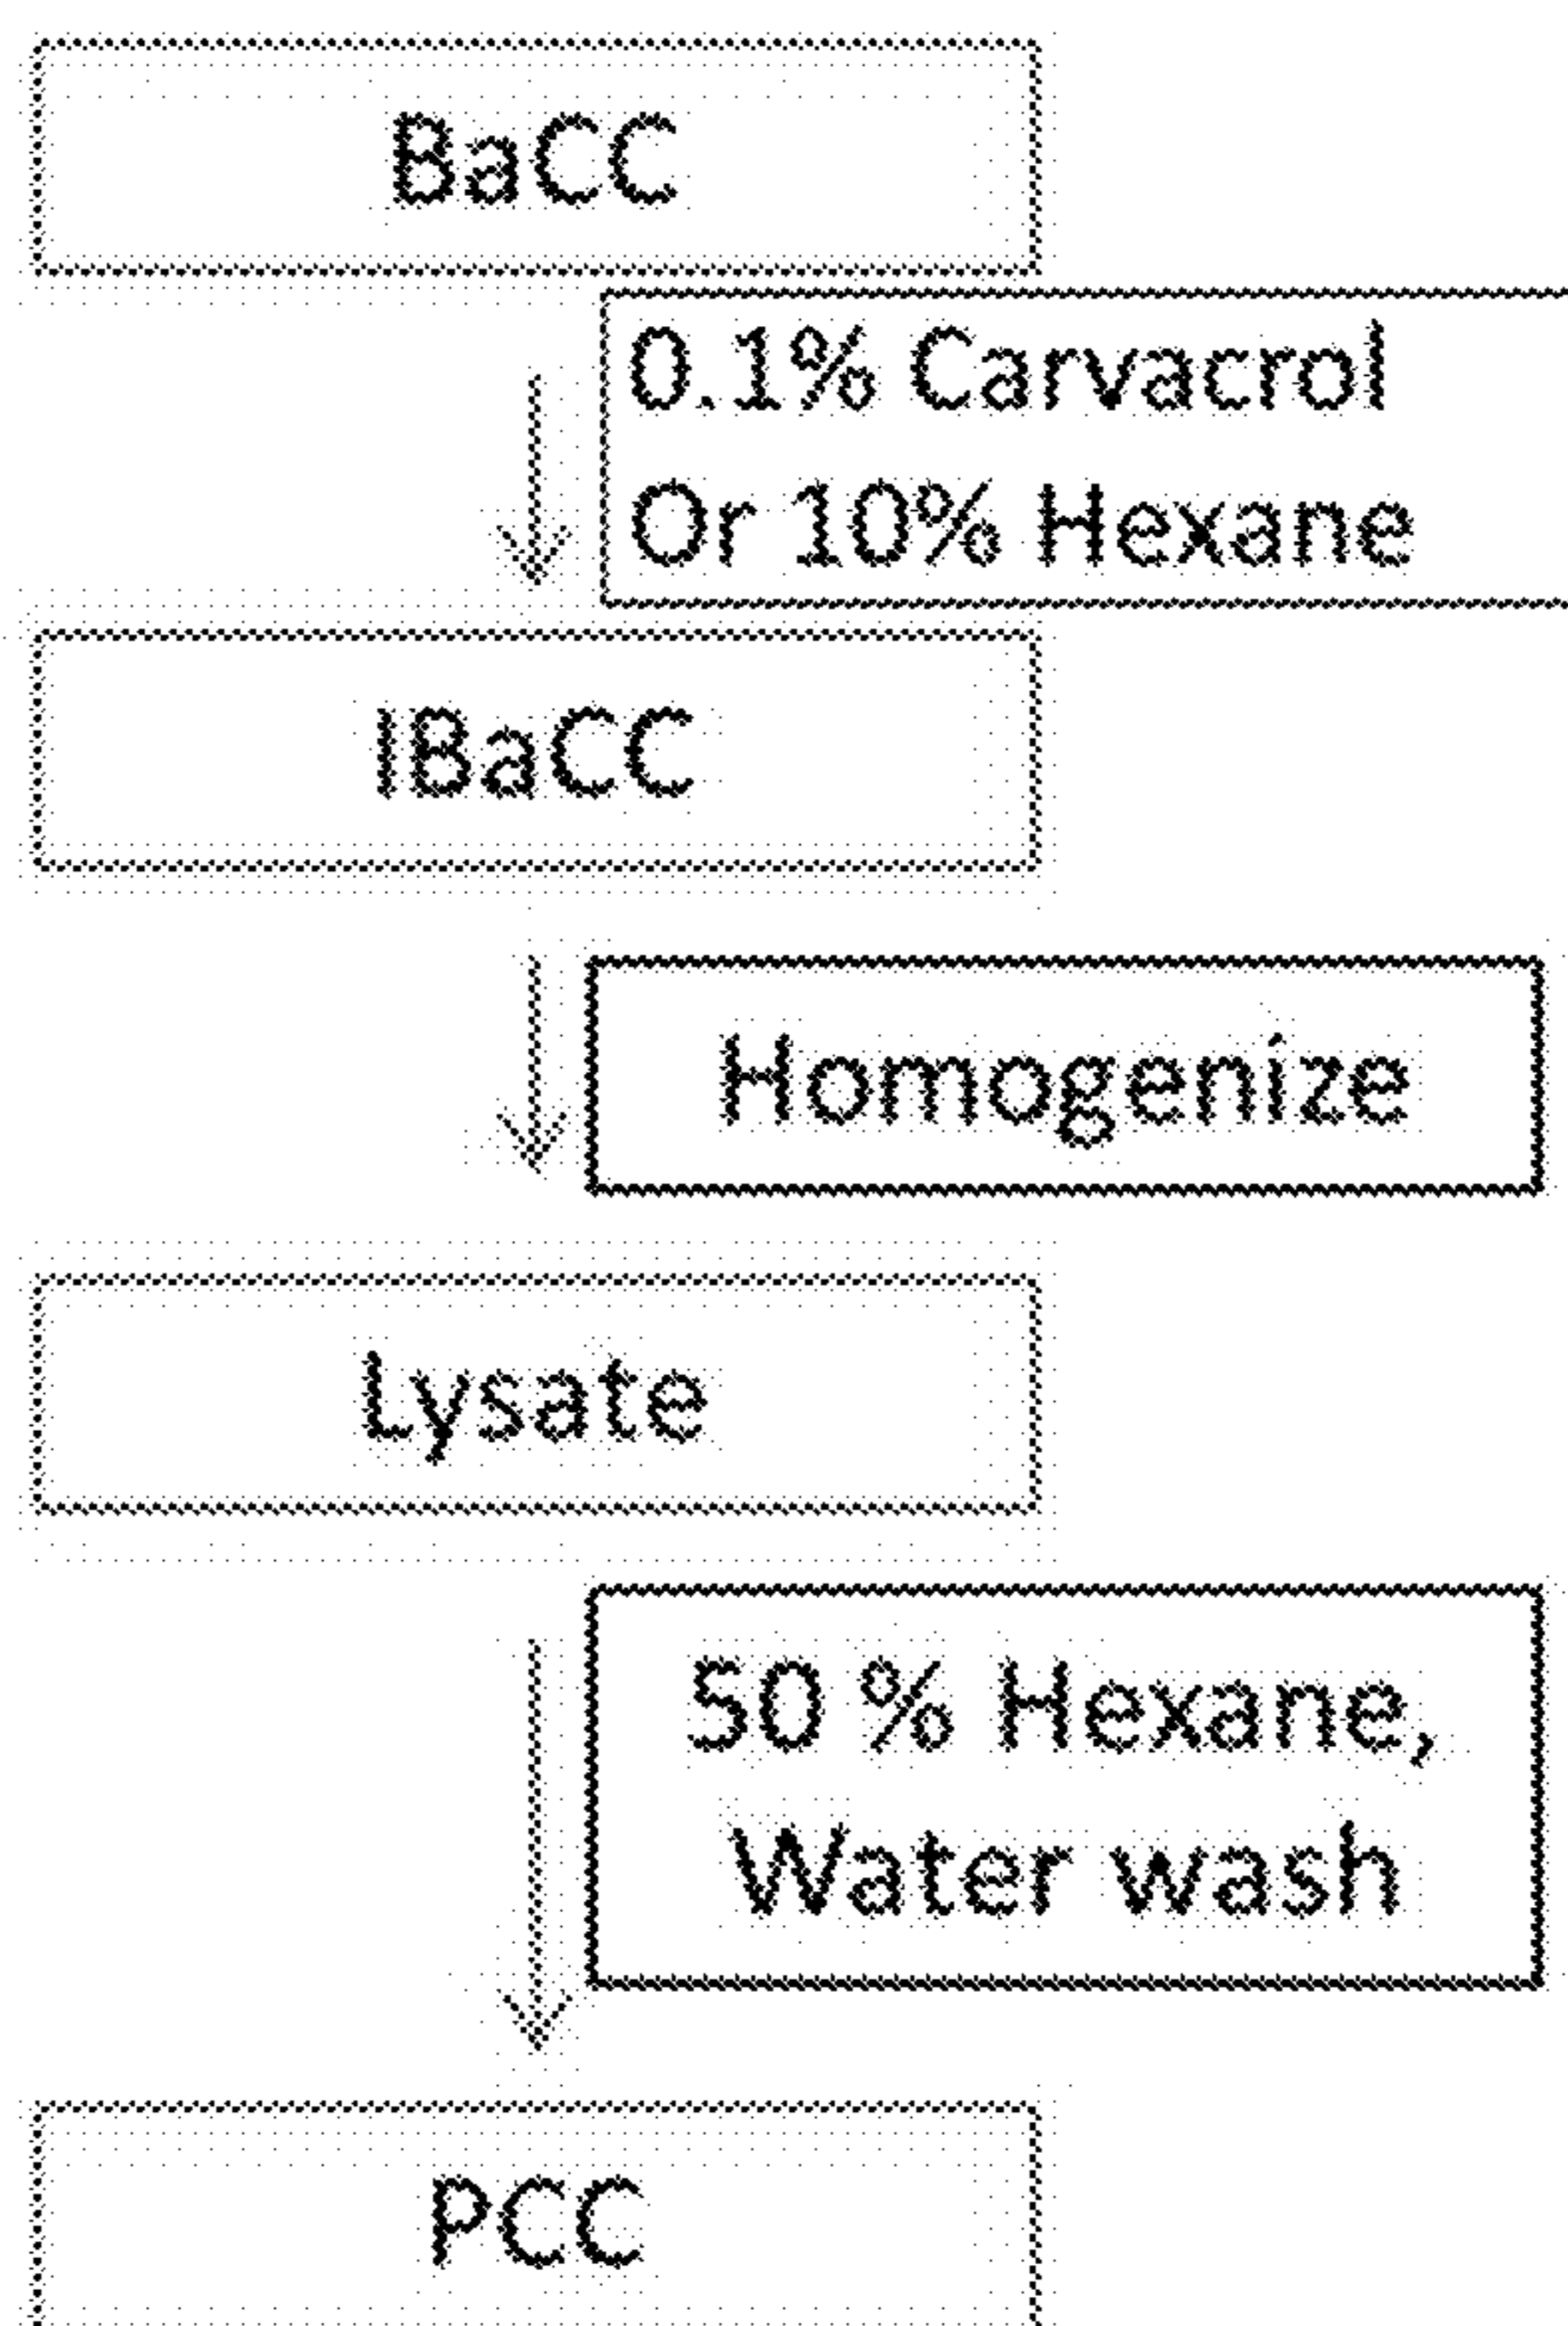 BaCC
0.1% Carvacrol
Or 10% Hexane
IBaCC
Homogenize
Lysate
50 % Hexane,
Water wash
PCC